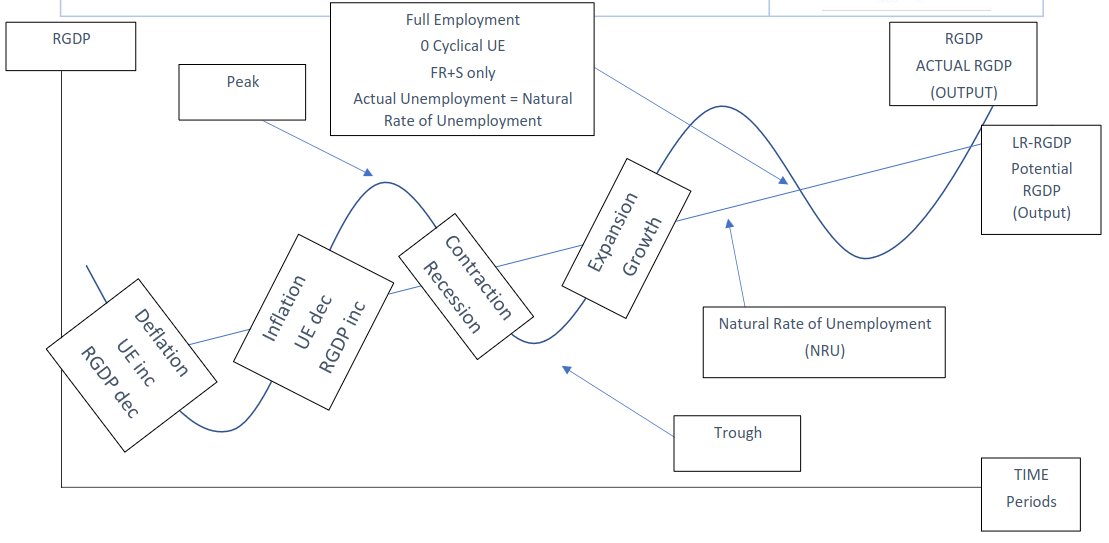 RGDP
Full Employment
0 Cyclical UE
FR+S only
Actual Unemployment = Natural
Rate of Unemployment
RGDP
ACTUAL RGDP
(OUTPUT)
Peak
LR-RGDP
Potential
RGDP
(Output)
Expansion
Growth
Contraction
Recession
Inflation
UE dec
RGDP inc
Deflation
UE inc
RGDP dec
Natural Rate of Unemployment
(NRU)
Trough
TIME
Periods